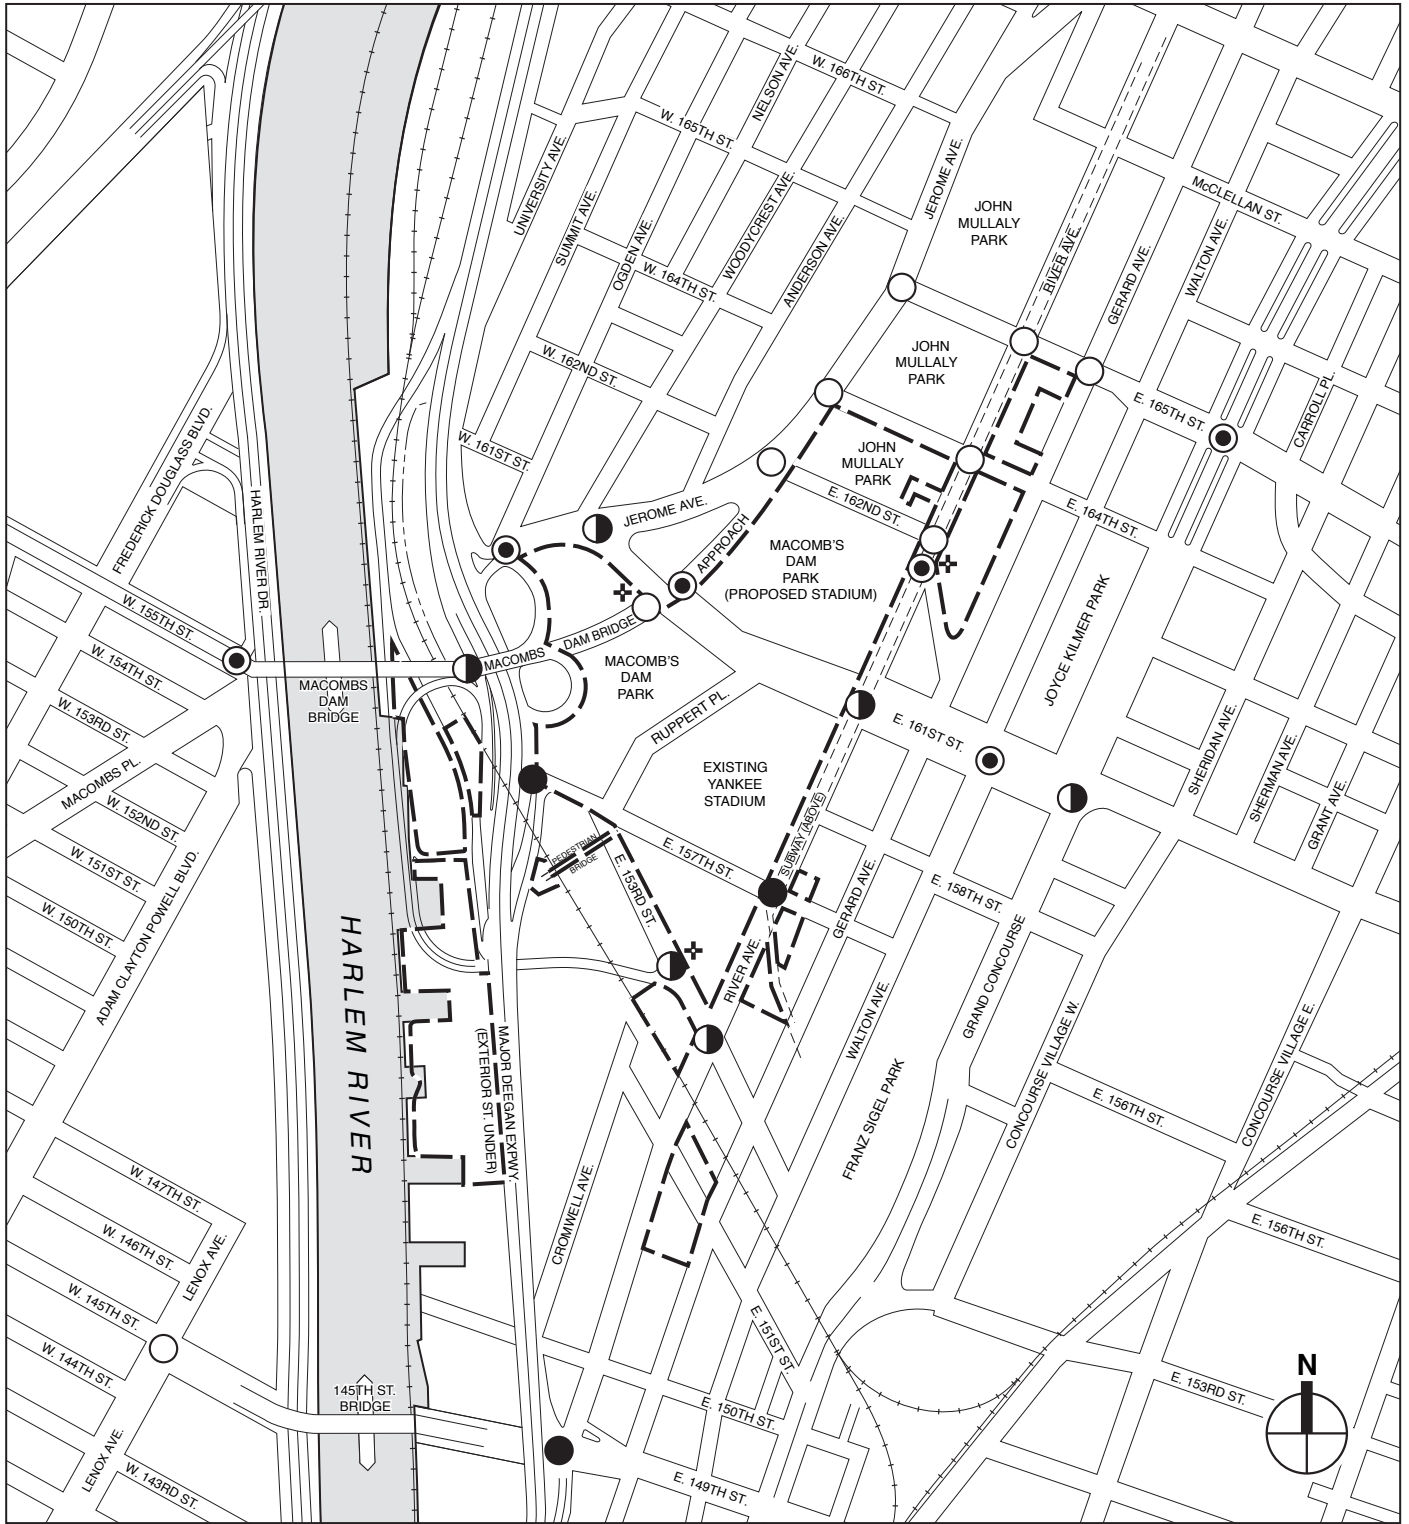 W. 166TH ST.
NELSON AVE.
W. 165TH ST.
UNIVERSITY AVE.
SUMMIT AVE.
OGDEN AVE.
WOODYCREST AVE.
ANDERSON AVE.
JEROME AVE.
JOHN
MULLALY
PARK
McCLELLAN ST.
RIVER AVE.
GERARD AVE.
WALTON AVE.
W. 164TH ST.
W. 162ND ST.
JOHN
MULLALY
PARK
E. 165TH ST.
CARROLL PL.
W. 161ST ST.
FREDERICK DOUGLASS BLVD.
HARLEM RIVER DR.
JOHN
MULLALY
PARK
E. 162ND ST.
E. 164TH ST.
JEROME AVE.
APPROACH
MACOMB'S
DAM
PARK
(PROPOSED STADIUM)
W. 155TH ST.
W. 154TH ST.
W. 153RD ST.
MACOMBS PL.
W. 152ND ST.
W. 151ST ST.
W. 150TH ST.
MACOMBS
DAM
BRIDGE
MACOMBS
DAM BRIDGE
MACOMB'S
DAM
PARK
RUPPERT PL.
JOYCE KILMER PARK
E. 161ST ST.
SHERIDAN AVE.
SHERMAN AVE.
GRANT AVE.
EXISTING
YANKEE
STADIUM
SUBWAY (ABOVE)
PEDESTRIAN
BRIDGE
E. 153RD ST.
E. 157TH ST.
GERARD AVE.
E. 158TH ST.
ADAM CLAYTON POWELL BLVD.
HARLEM RIVER
RIVER AVE.
WALTON AVE.
GRAND CONCOURSE
CONCOURSE VILLAGE W.
CONCOURSE VILLAGE E.
MAJOR DEEGAN EXPWY.
(EXTERIOR ST. UNDER)
FRANZ SIGEL PARK
E. 156TH ST.
CROMWELL AVE.
W. 147TH ST.
W. 146TH ST.
LENOX AVE.
W. 145TH ST.
W. 144TH ST.
E. 156TH ST.
E. 151ST ST.
145TH ST.
BRIDGE
N
E. 153RD ST.
E. 150TH ST.
LENOX AVE.
W. 143RD ST.
E. 149TH ST.